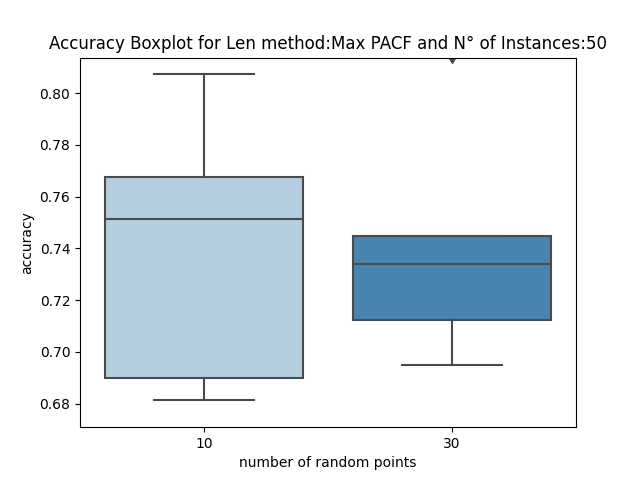 Accuracy Boxplot for Len method:Max PACF and N° of Instances:50
0.80
0.78
0.76
0.74
0.72
0.70
0.68
accuracy
10 30
number of random points